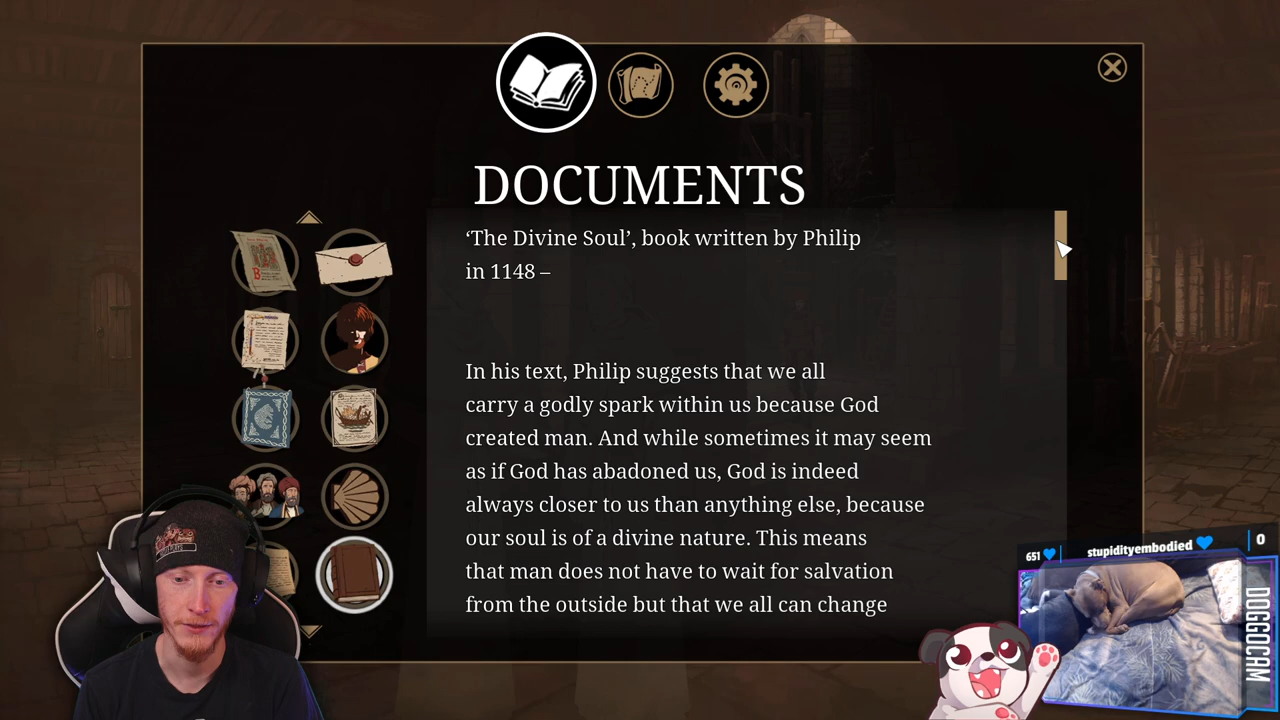 DOCUMENTS
‘The Divine Soul’, book written by Philip
in 1148 –
In his text, Philip suggests that we all
carry a godly spark within us because God
created man. And while sometimes it may seem
as if God has abadoned us, God is indeed
always closer to us than anything else, because
our soul is of a divine nature. This means
that man does not have to wait for salvation
from the outside but that we all can change
651
stupidityembodied
0
DOGGOCAM